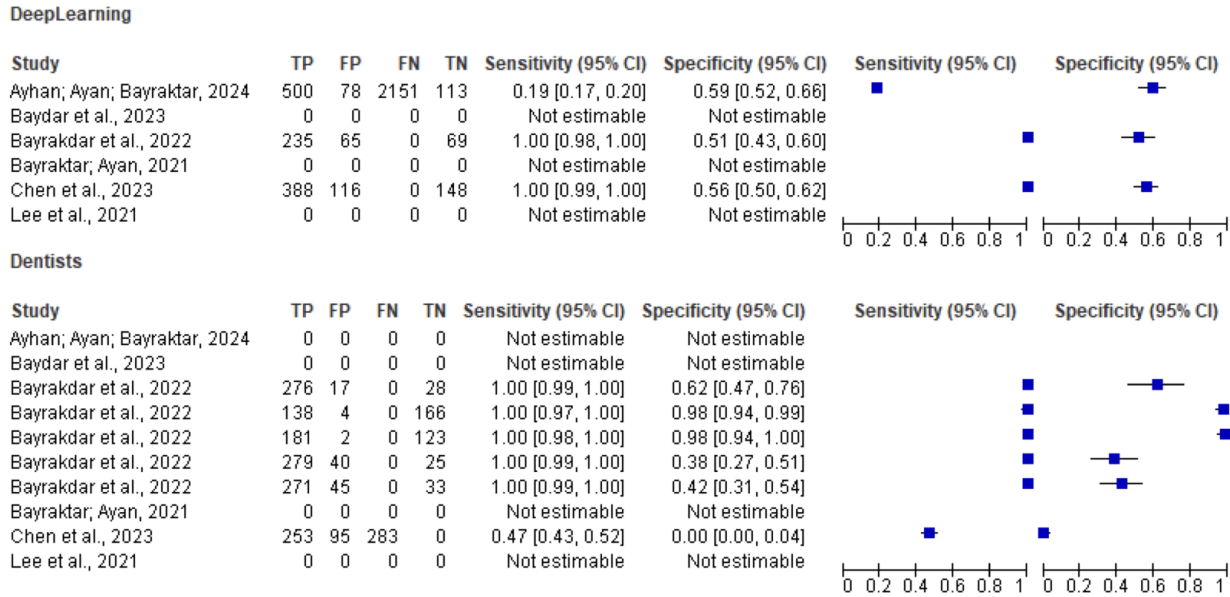 DeepLearning
Study TP FP FN TN Sensitivity (95% CI) Specificity (95% CI) Sensitivity (95% CI) Specificity (95% CI)
Ayhan; Ayan; Bayraktar, 2024 500 78 2151 113 0.19 [0.17, 0.20] 0.59 [0.52, 0.66]
Baydar et al., 2023 0 0 0 0 Not estimable Not estimable
Bayrakdar et al., 2022 235 65 0 69 1.00 [0.98, 1.00] 0.51 [0.43, 0.60]
Bayraktar; Ayan, 2021 0 0 0 0 Not estimable Not estimable
Chen et al., 2023 388 116 0 148 1.00 [0.99, 1.00] 0.56 [0.50, 0.62]
Lee et al., 2021 0 0 0 0 Not estimable Not estimable
0 0.2 0.4 0.6 0.8 1 0 0.2 0.4 0.6 0.8 1
Dentists
Study TP FP FN TN Sensitivity (95% CI) Specificity (95% CI) Sensitivity (95% CI) Specificity (95% CI)
Ayhan; Ayan; Bayraktar, 2024 0 0 0 0 Not estimable Not estimable
Baydar et al., 2023 0 0 0 0 Not estimable Not estimable
Bayrakdar et al., 2022 276 17 0 28 1.00 [0.99, 1.00] 0.62 [0.47, 0.76]
Bayrakdar et al., 2022 138 4 0 166 1.00 [0.97, 1.00] 0.98 [0.94, 0.99]
Bayrakdar et al., 2022 181 2 0 123 1.00 [0.98, 1.00] 0.98 [0.94, 1.00]
Bayrakdar et al., 2022 279 40 0 25 1.00 [0.99, 1.00] 0.38 [0.27, 0.51]
Bayrakdar et al., 2022 271 45 0 33 1.00 [0.99, 1.00] 0.42 [0.31, 0.54]
Bayraktar; Ayan, 2021 0 0 0 0 Not estimable Not estimable
Chen et al., 2023 253 95 283 0 0.47 [0.43, 0.52] 0.00 [0.00, 0.04]
Lee et al., 2021 0 0 0 0 Not estimable Not estimable
0 0.2 0.4 0.6 0.8 1 0 0.2 0.4 0.6 0.8 1